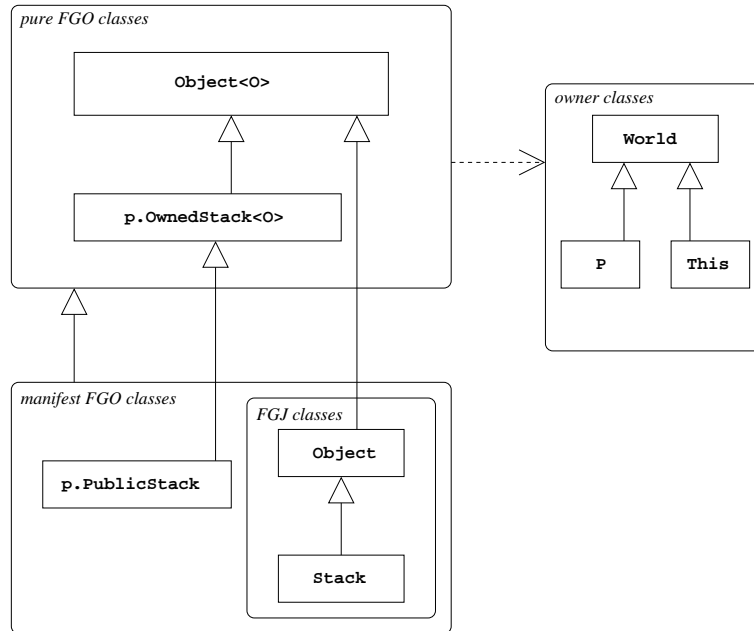 pure FGO classes
Object<O>
p.OwnedStack<O>
owner classes
World
P
This
manifest FGO classes
FGJ classes
Object
p.PublicStack
Stack